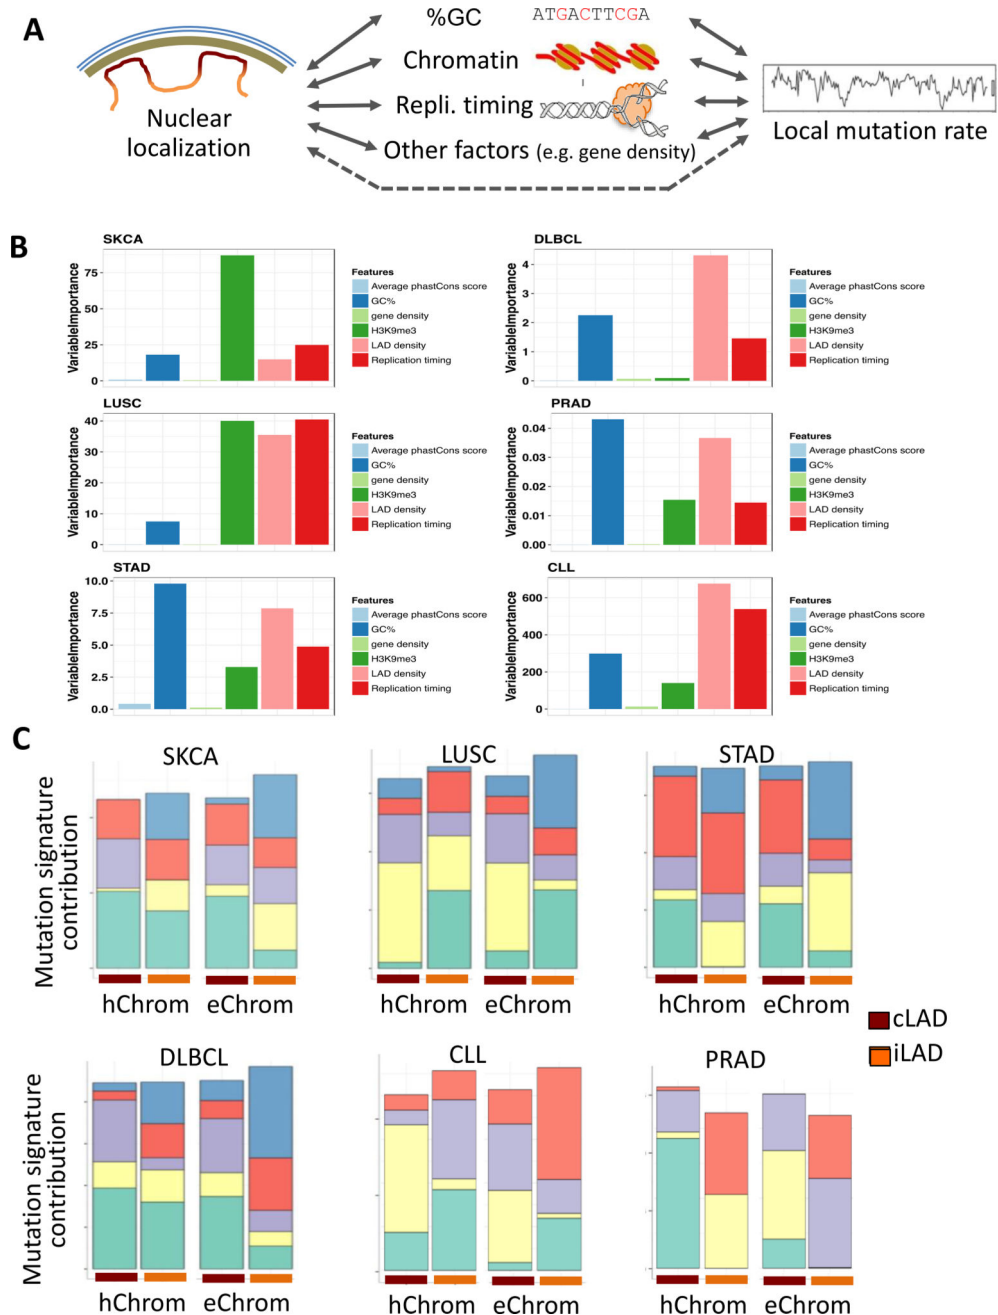 A
%GC
ATGACTTCGA
Chromatin
Repli. timing
Other factors (e.g. gene density)
Nuclear
localization
Local mutation rate
B
SKCA
VariableImportance
75
50
25
0
Features
Average phastCons score
GC%
gene density
H3K9me3
LAD density
Replication timing
DLBCL
VariableImportance
4
3
2
1
0
Features
Average phastCons score
GC%
gene density
H3K9me3
LAD density
Replication timing
LUSC
VariableImportance
40
30
20
10
0
Features
Average phastCons score
GC%
gene density
H3K9me3
LAD density
Replication timing
PRAD
VariableImportance
0.04
0.03
0.02
0.01
0.00
Features
Average phastCons score
GC%
gene density
H3K9me3
LAD density
Replication timing
STAD
VariableImportance
10.0
7.5
5.0
2.5
0.0
Features
Average phastCons score
GC%
gene density
H3K9me3
LAD density
Replication timing
CLL
VariableImportance
600
400
200
0
Features
Average phastCons score
GC%
gene density
H3K9me3
LAD density
Replication timing
C
Mutation signature
contribution
SKCA
hChrom eChrom
LUSC
hChrom eChrom
STAD
hChrom eChrom
cLAD
iLAD
Mutation signature
contribution
DLBCL
hChrom eChrom
CLL
hChrom eChrom
PRAD
hChrom eChrom